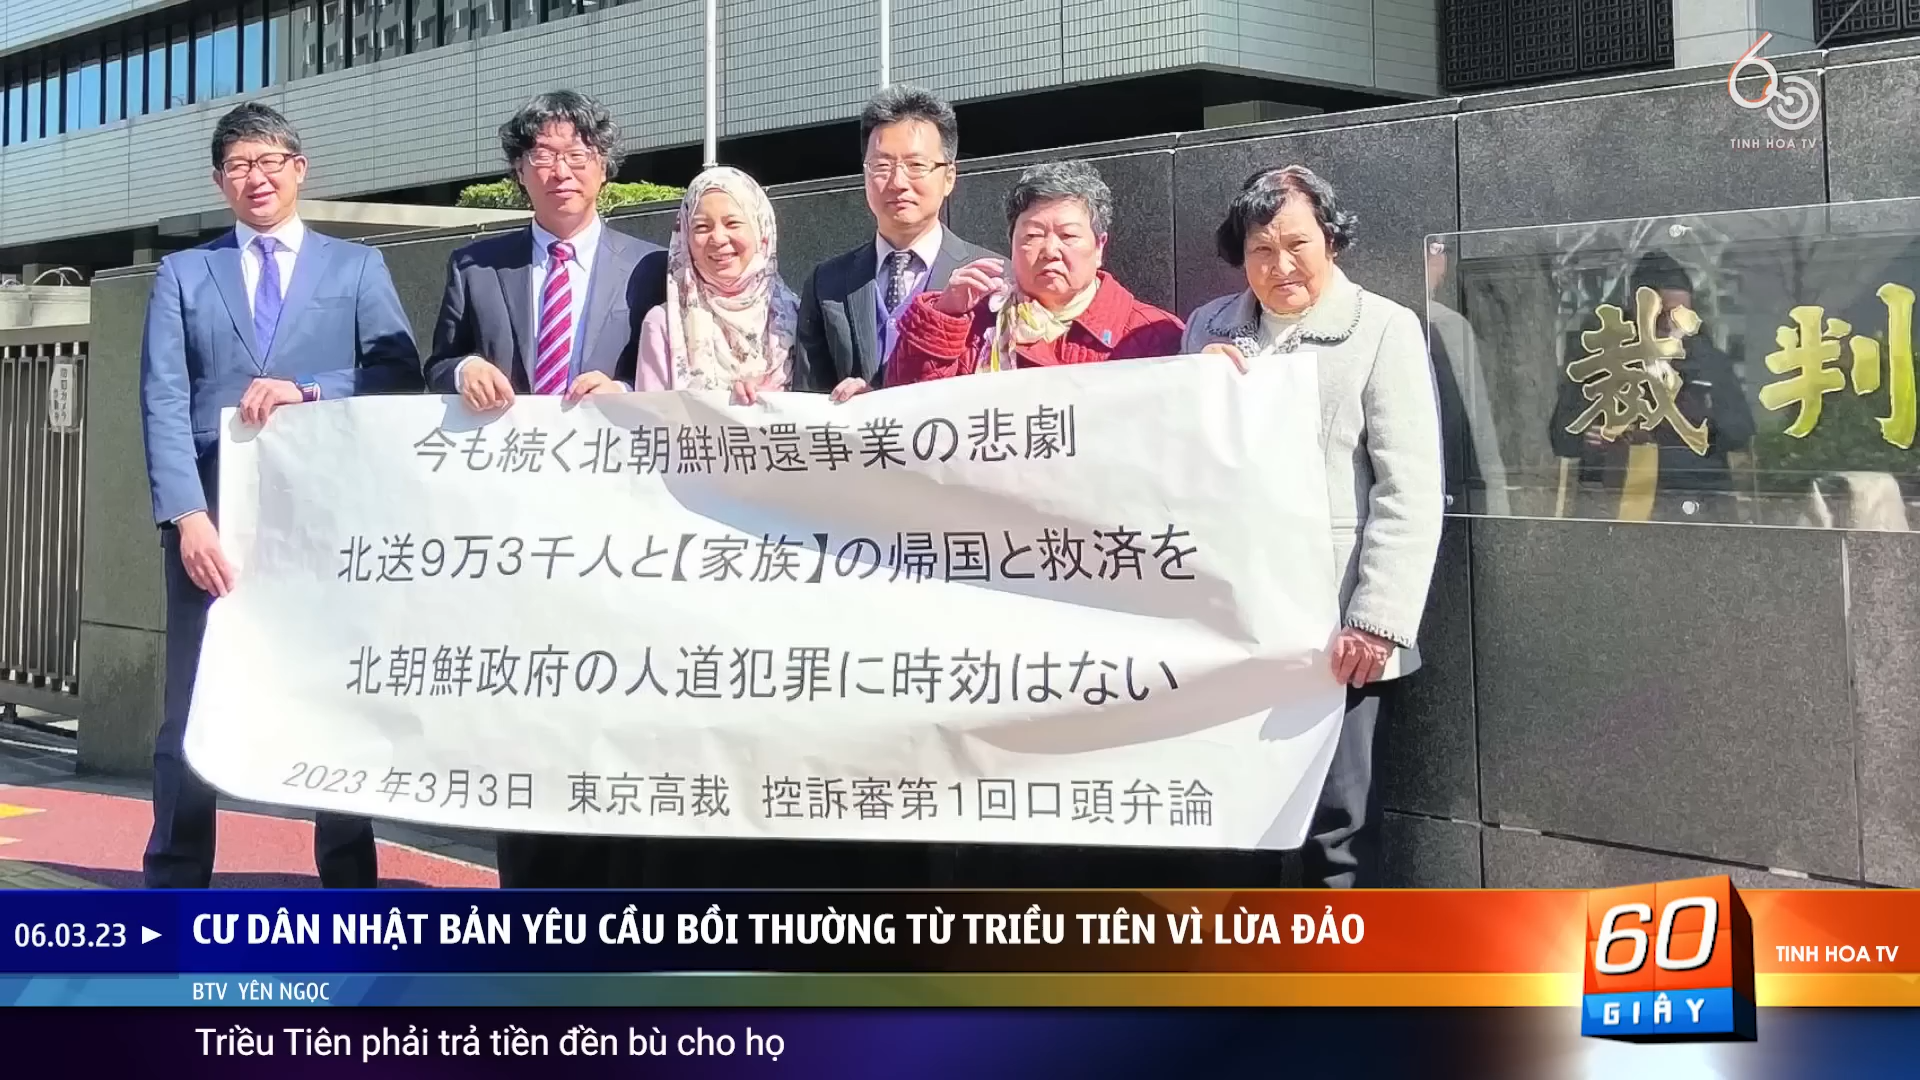 6
TINH HOA TV
裁判
今も続く北朝鮮帰還事業の悲劇
北送9万3千人と【家族】の帰国と救済を
北朝鮮政府の人道犯罪に時効はない
2023年3月3日 東京高裁 控訴審第1回口頭弁論
06.03.23
CƯ DÂN NHẬT BẢN YÊU CẦU BỒI THƯỜNG TỪ TRIỀU TIÊN VÌ LỪA ĐẢO
60
GIÂY
TINH HOA TV
BTV YÊN NGỌC
Triều Tiên phải trả tiền đền bù cho họ